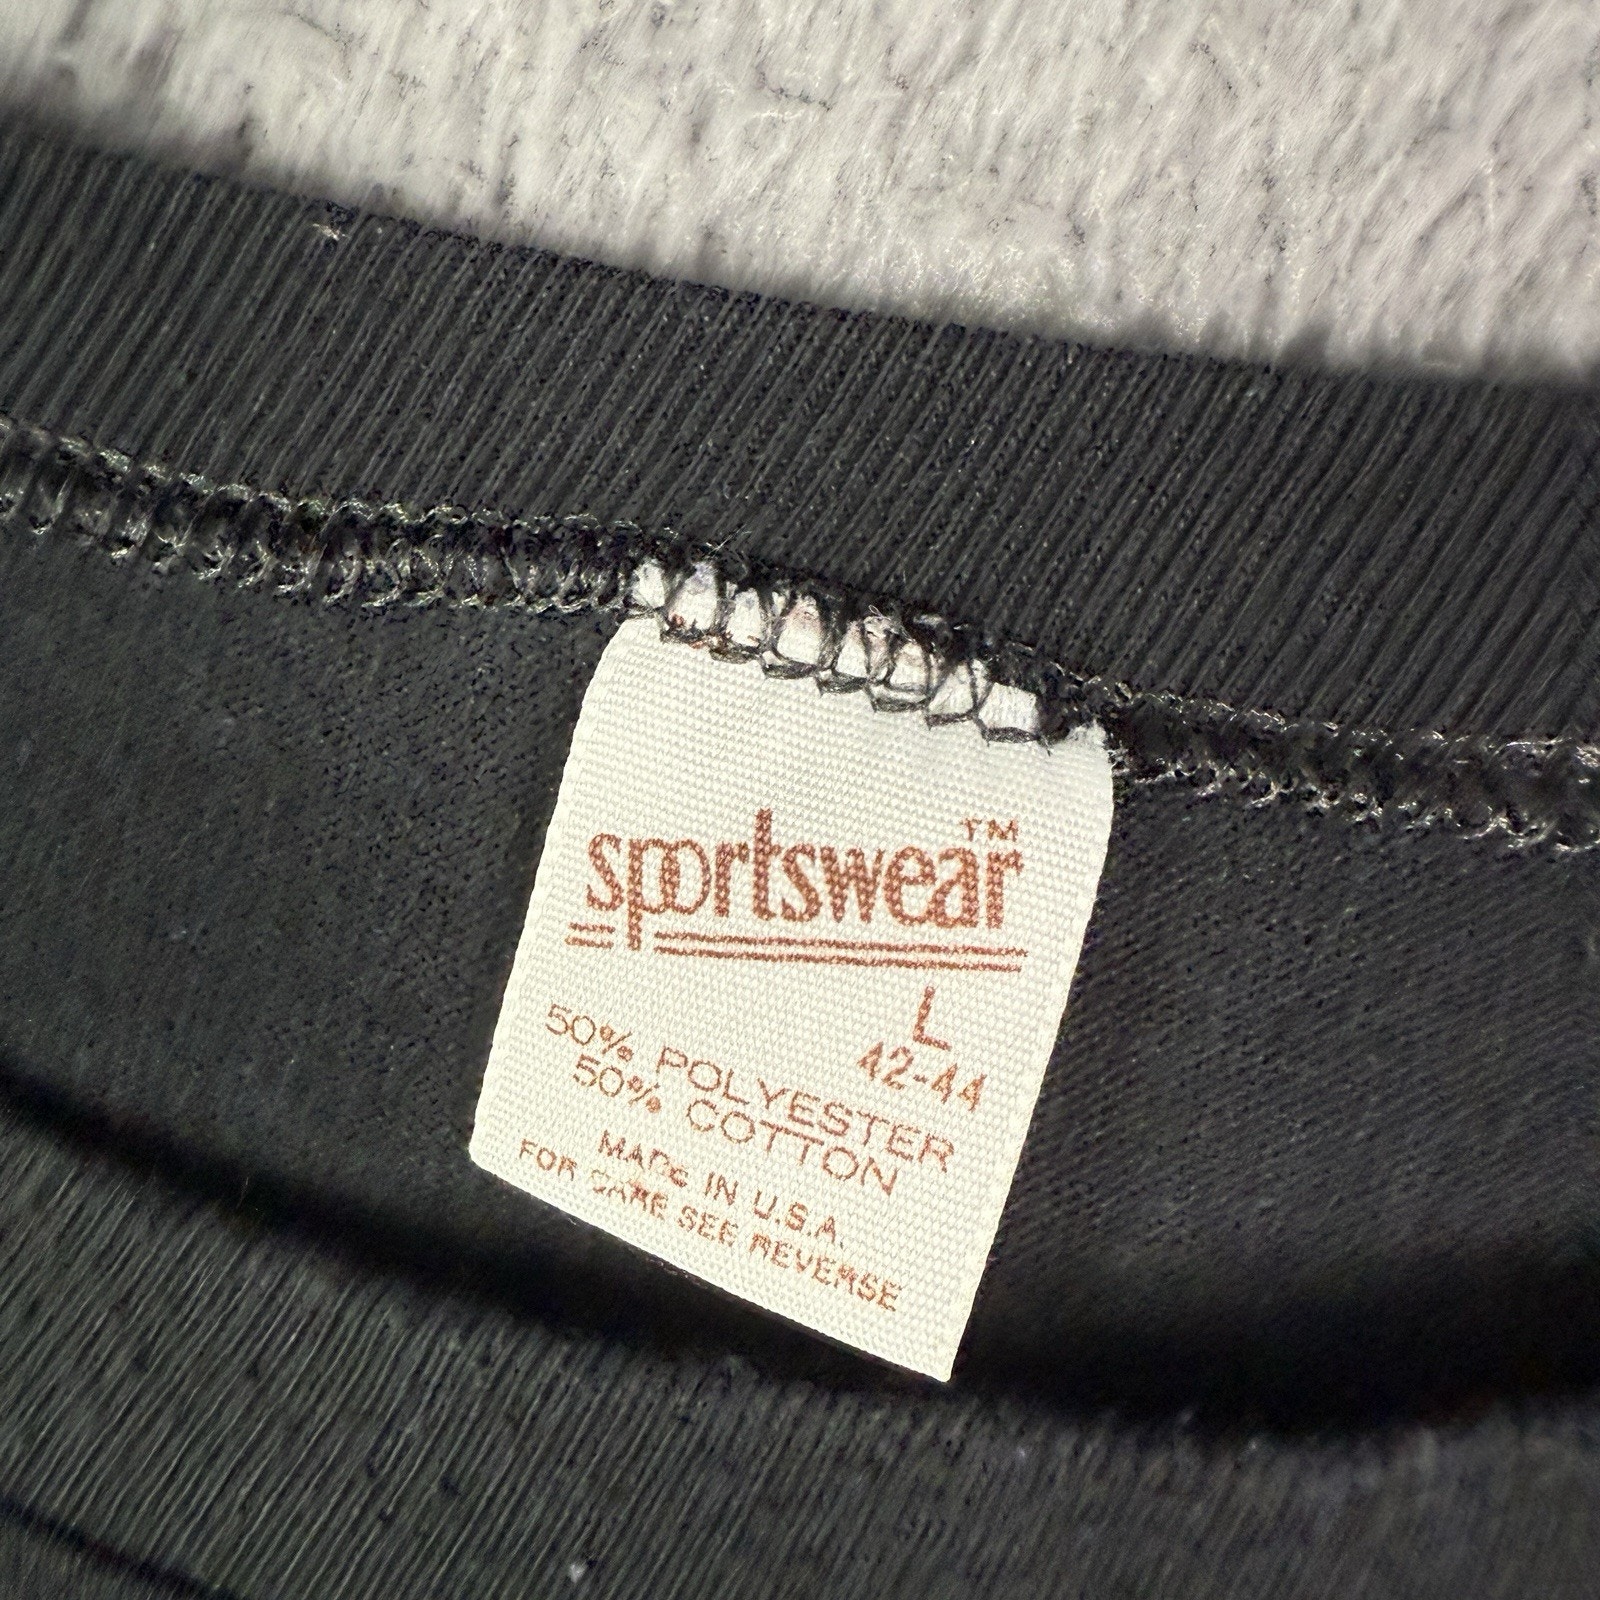 sportswear™
L
42-44
50% POLYESTER
50% COTTON
MADE IN U.S.A.
FOR CARE SEE REVERSE